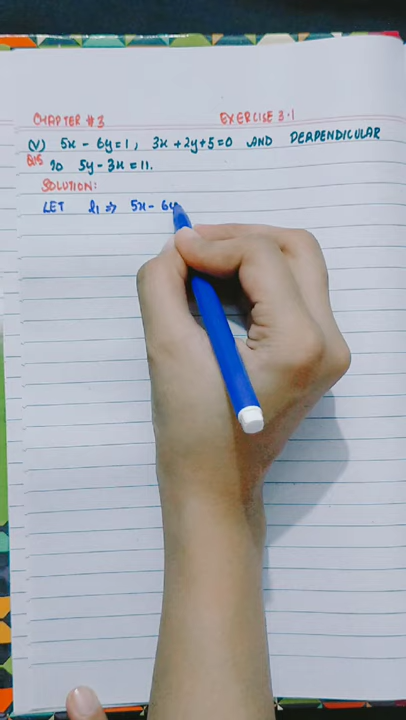 CHAPTER #3 EXERCISE 3.1
(V) 5x - 6y = 1, 3x + 2y + 5 = 0 AND PERPENDICULAR
Q15 TO 5y - 3x = 11.
SOLUTION:
LET l1 ⇒ 5x - 6y